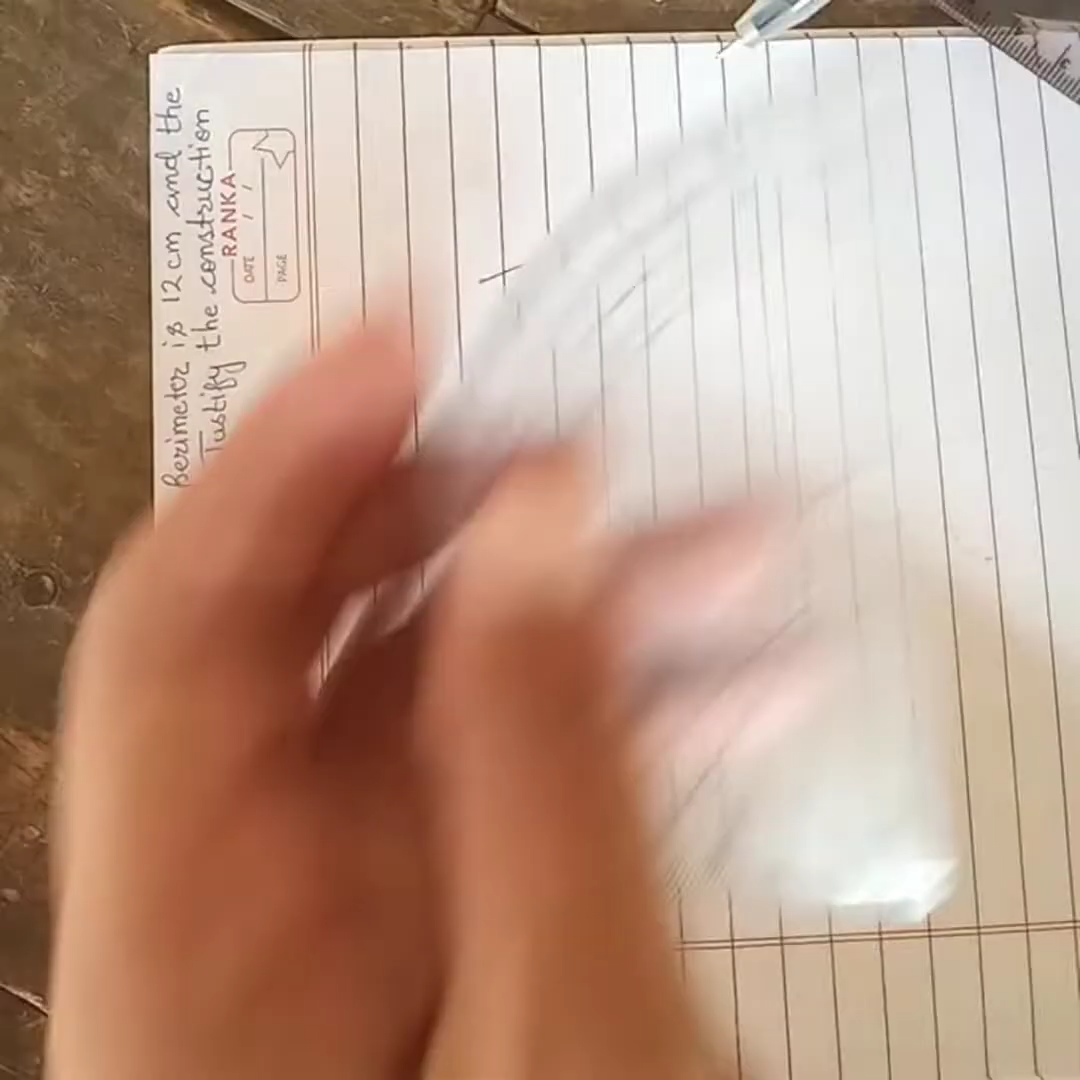 Perimeter is 12 cm and the
Justify the construction
RANKA
DATE / /
PAGE